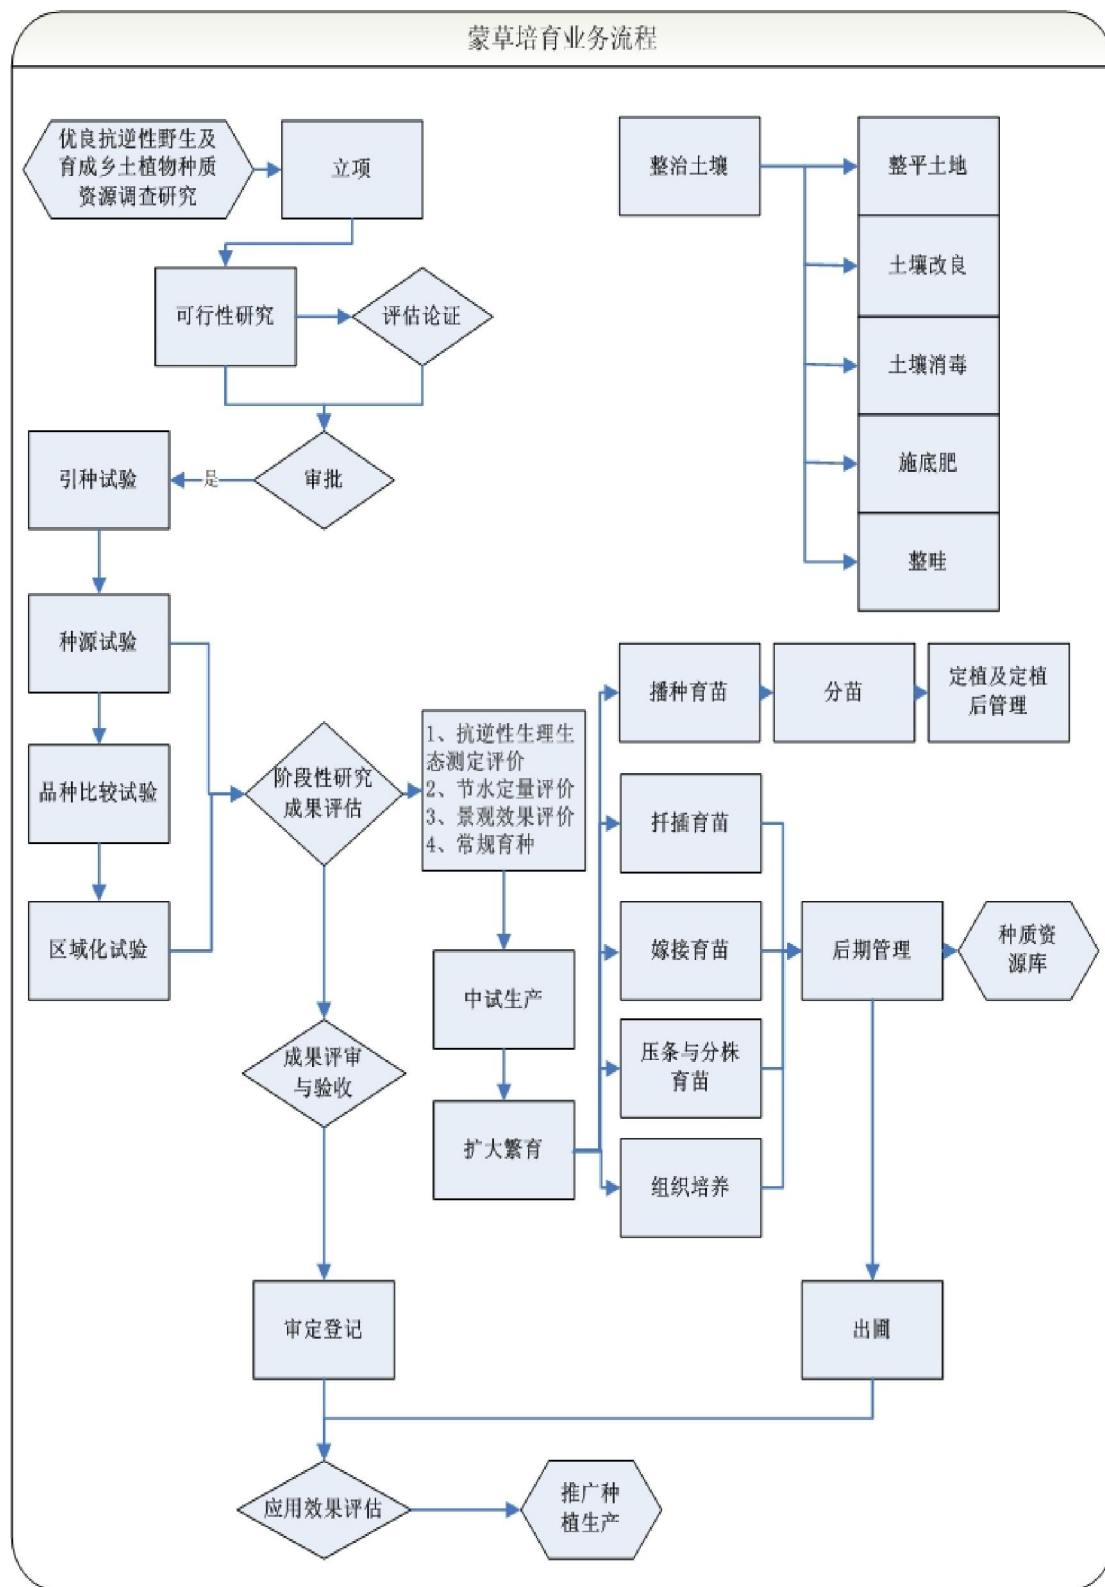 蒙草培育业务流程
优良抗逆性野生及
育成乡土植物种质
资源调查研究
立项
整治土壤
整平土地
土壤改良
可行性研究
评估论证
土壤消毒
施底肥
引种试验
是
审批
整畦
种源试验
播种育苗
分苗
定植及定植
后管理
品种比较试验
阶段性研究
成果评估
1、抗逆性生理生
态测定评价
2、节水定量评价
3、景观效果评价
4、常规育种
扦插育苗
区域化试验
嫁接育苗
后期管理
种质资
源库
中试生产
成果评审
与验收
压条与分株
育苗
扩大繁育
组织培养
审定登记
出圃
应用效果评估
推广种
植生产